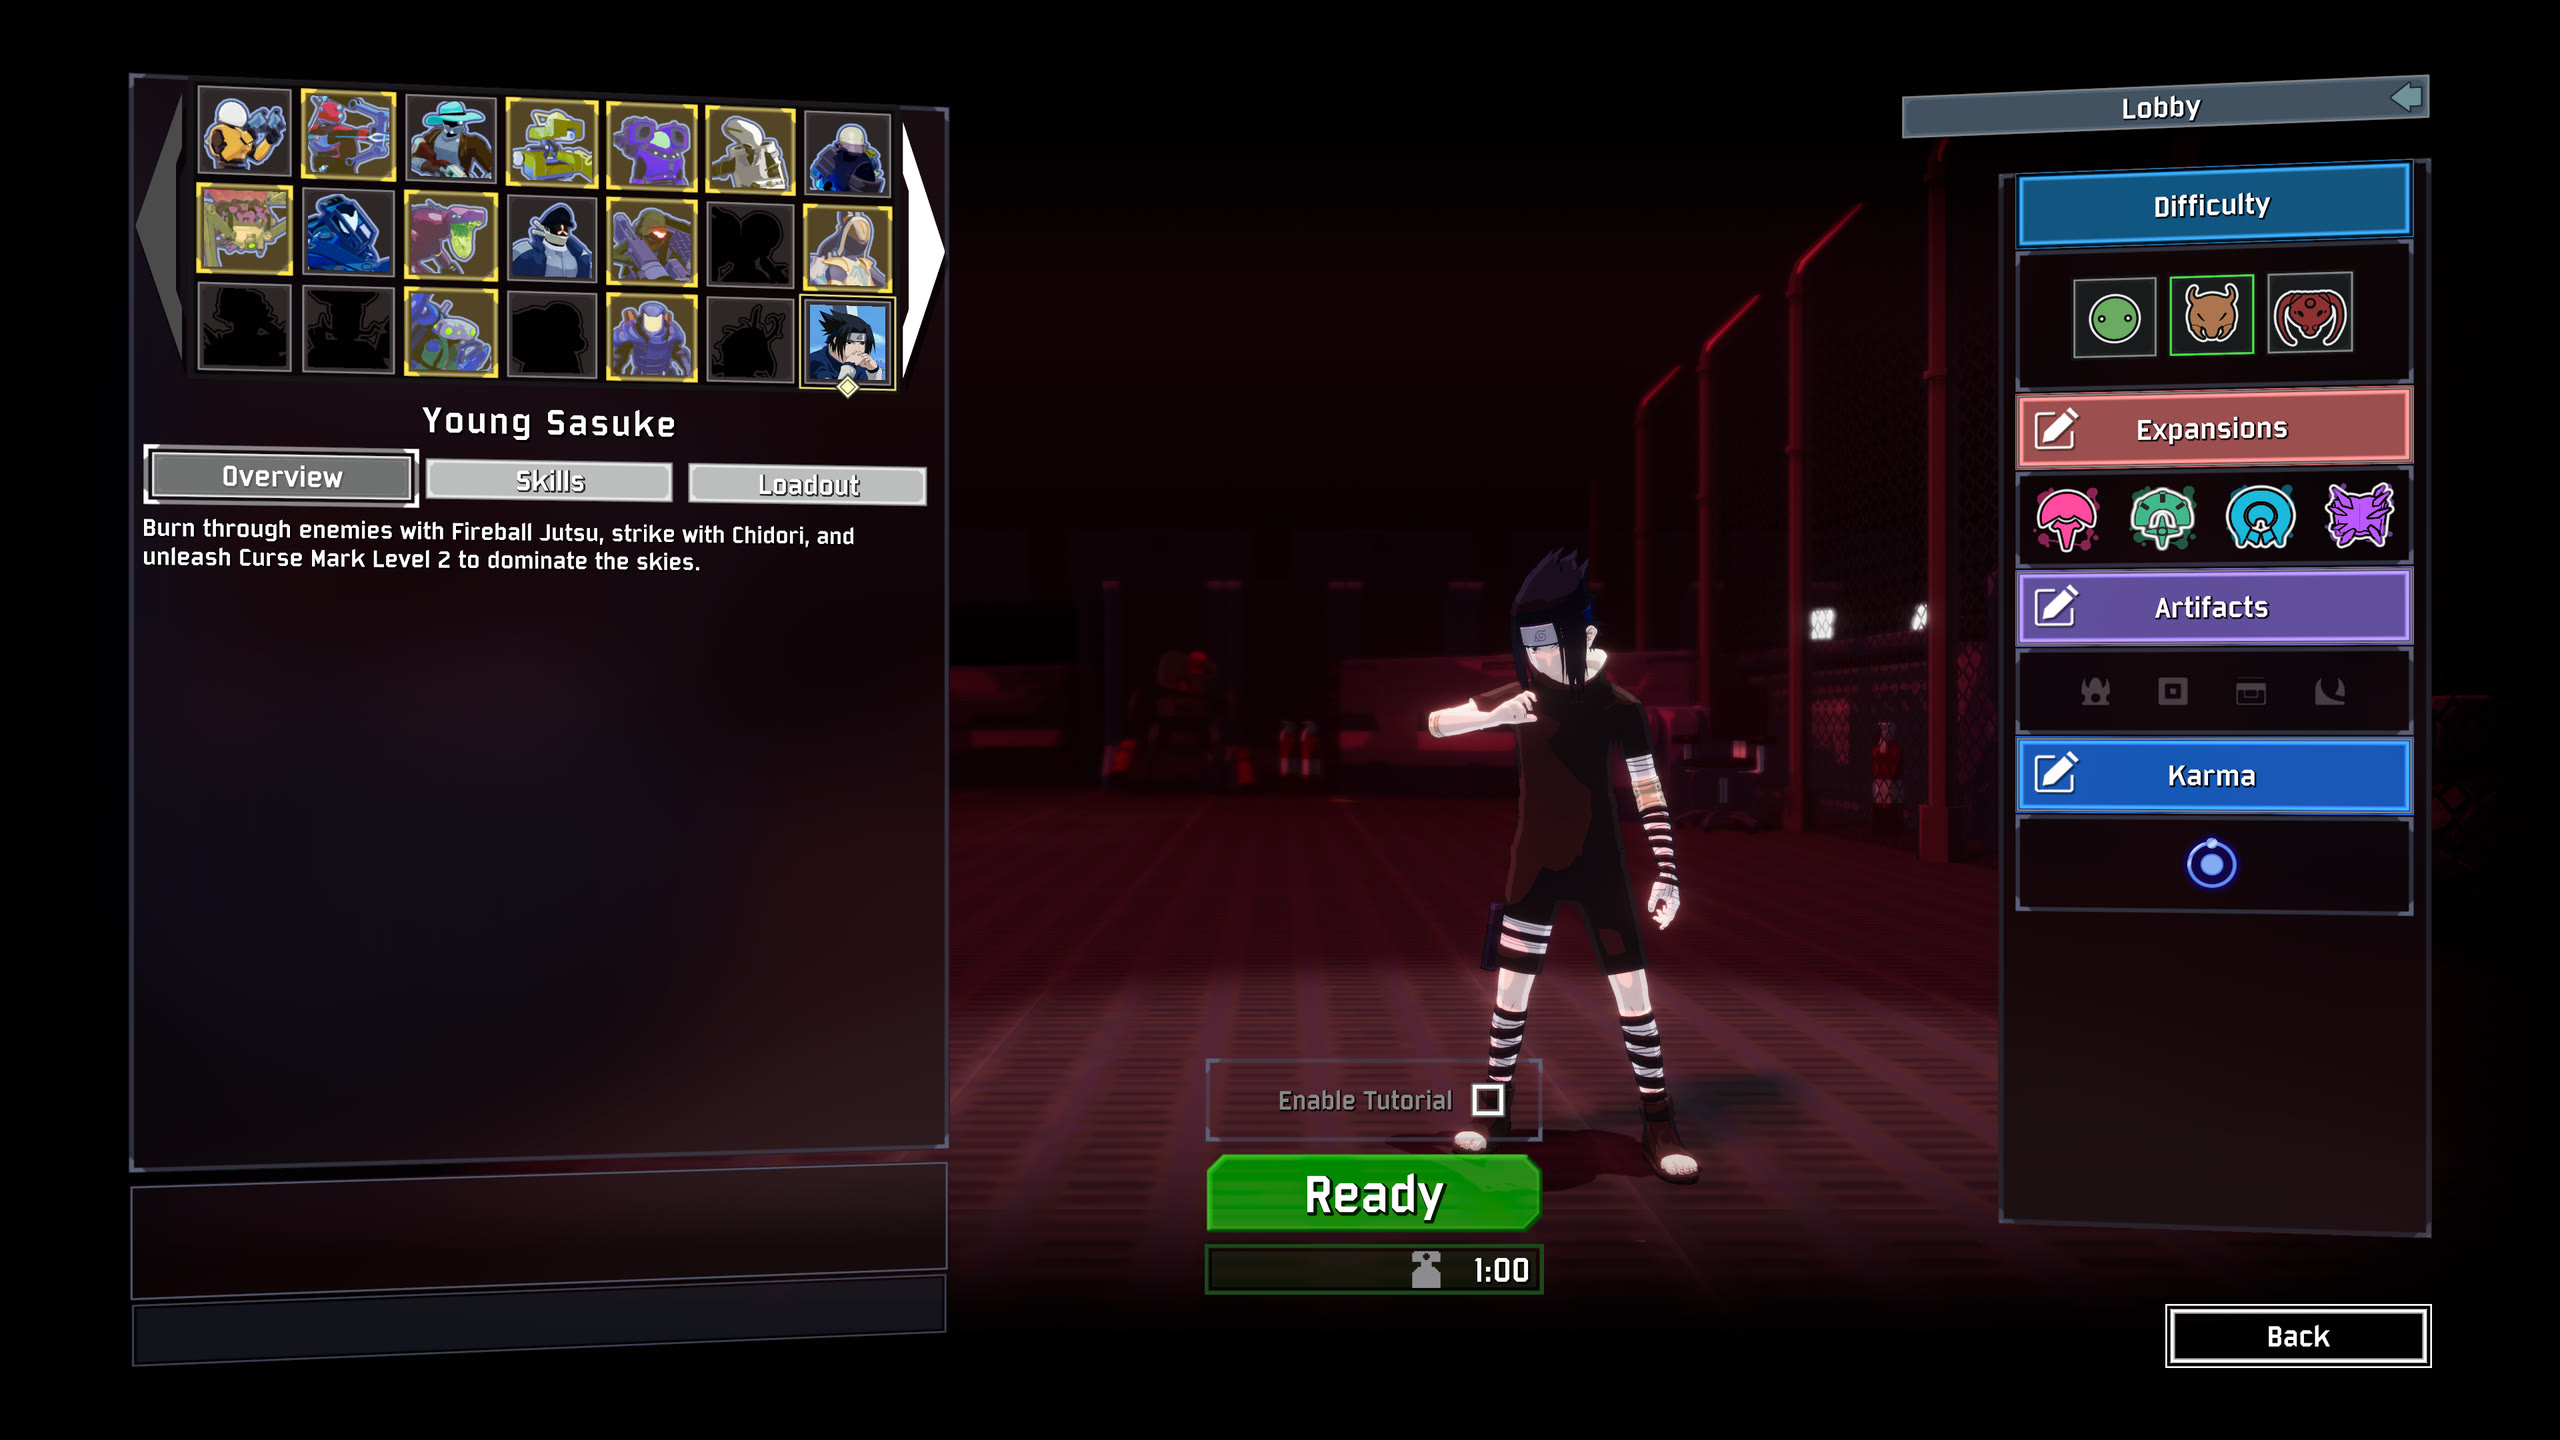 Young Sasuke
Overview
Skills
Loadout
Burn through enemies with Fireball Jutsu, strike with Chidori, and
unleash Curse Mark Level 2 to dominate the skies.
Enable Tutorial
Ready
1:00
Lobby
Difficulty
Expansions
Artifacts
Karma
Back